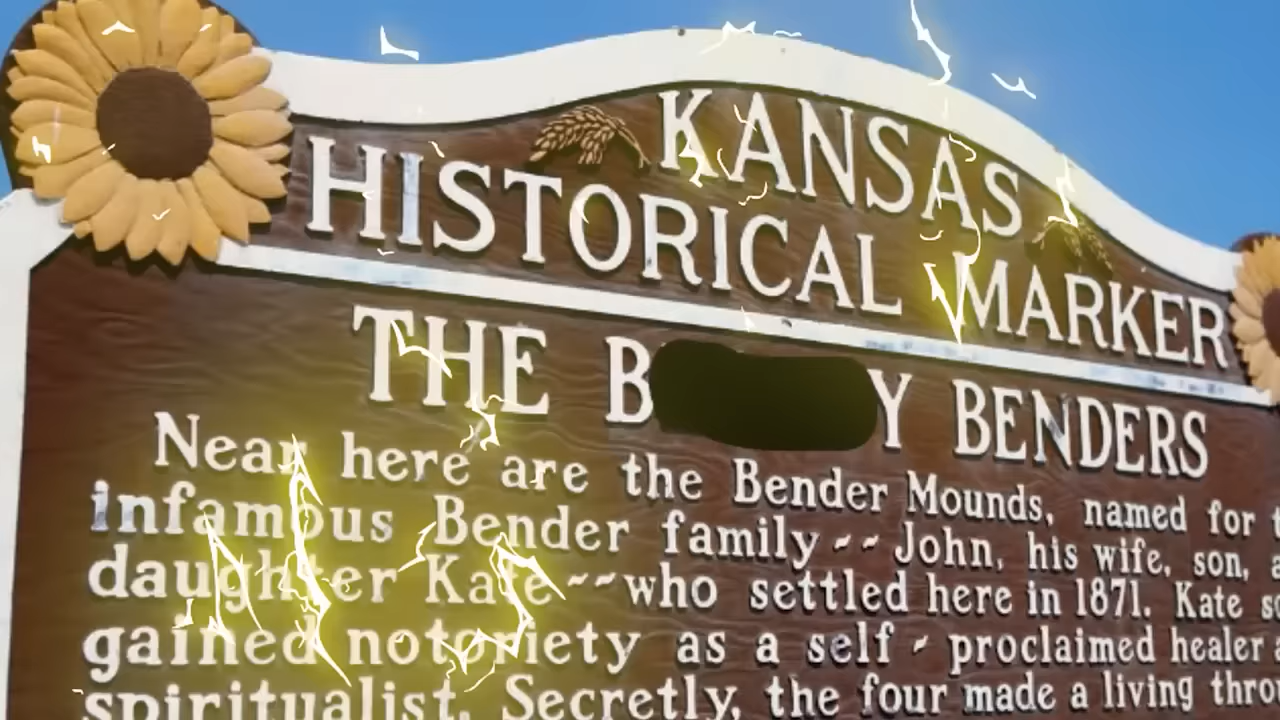 KANSAS
HISTORICAL MARKER
THE B Y BENDERS
Near here are the Bender Mounds, named for
infamous Bender family--John, his wife, son,
daughter Kate--who settled here in 1871. Kate
gained notoriety as a self-proclaimed healer
spiritualist. Secretly, the four made a living